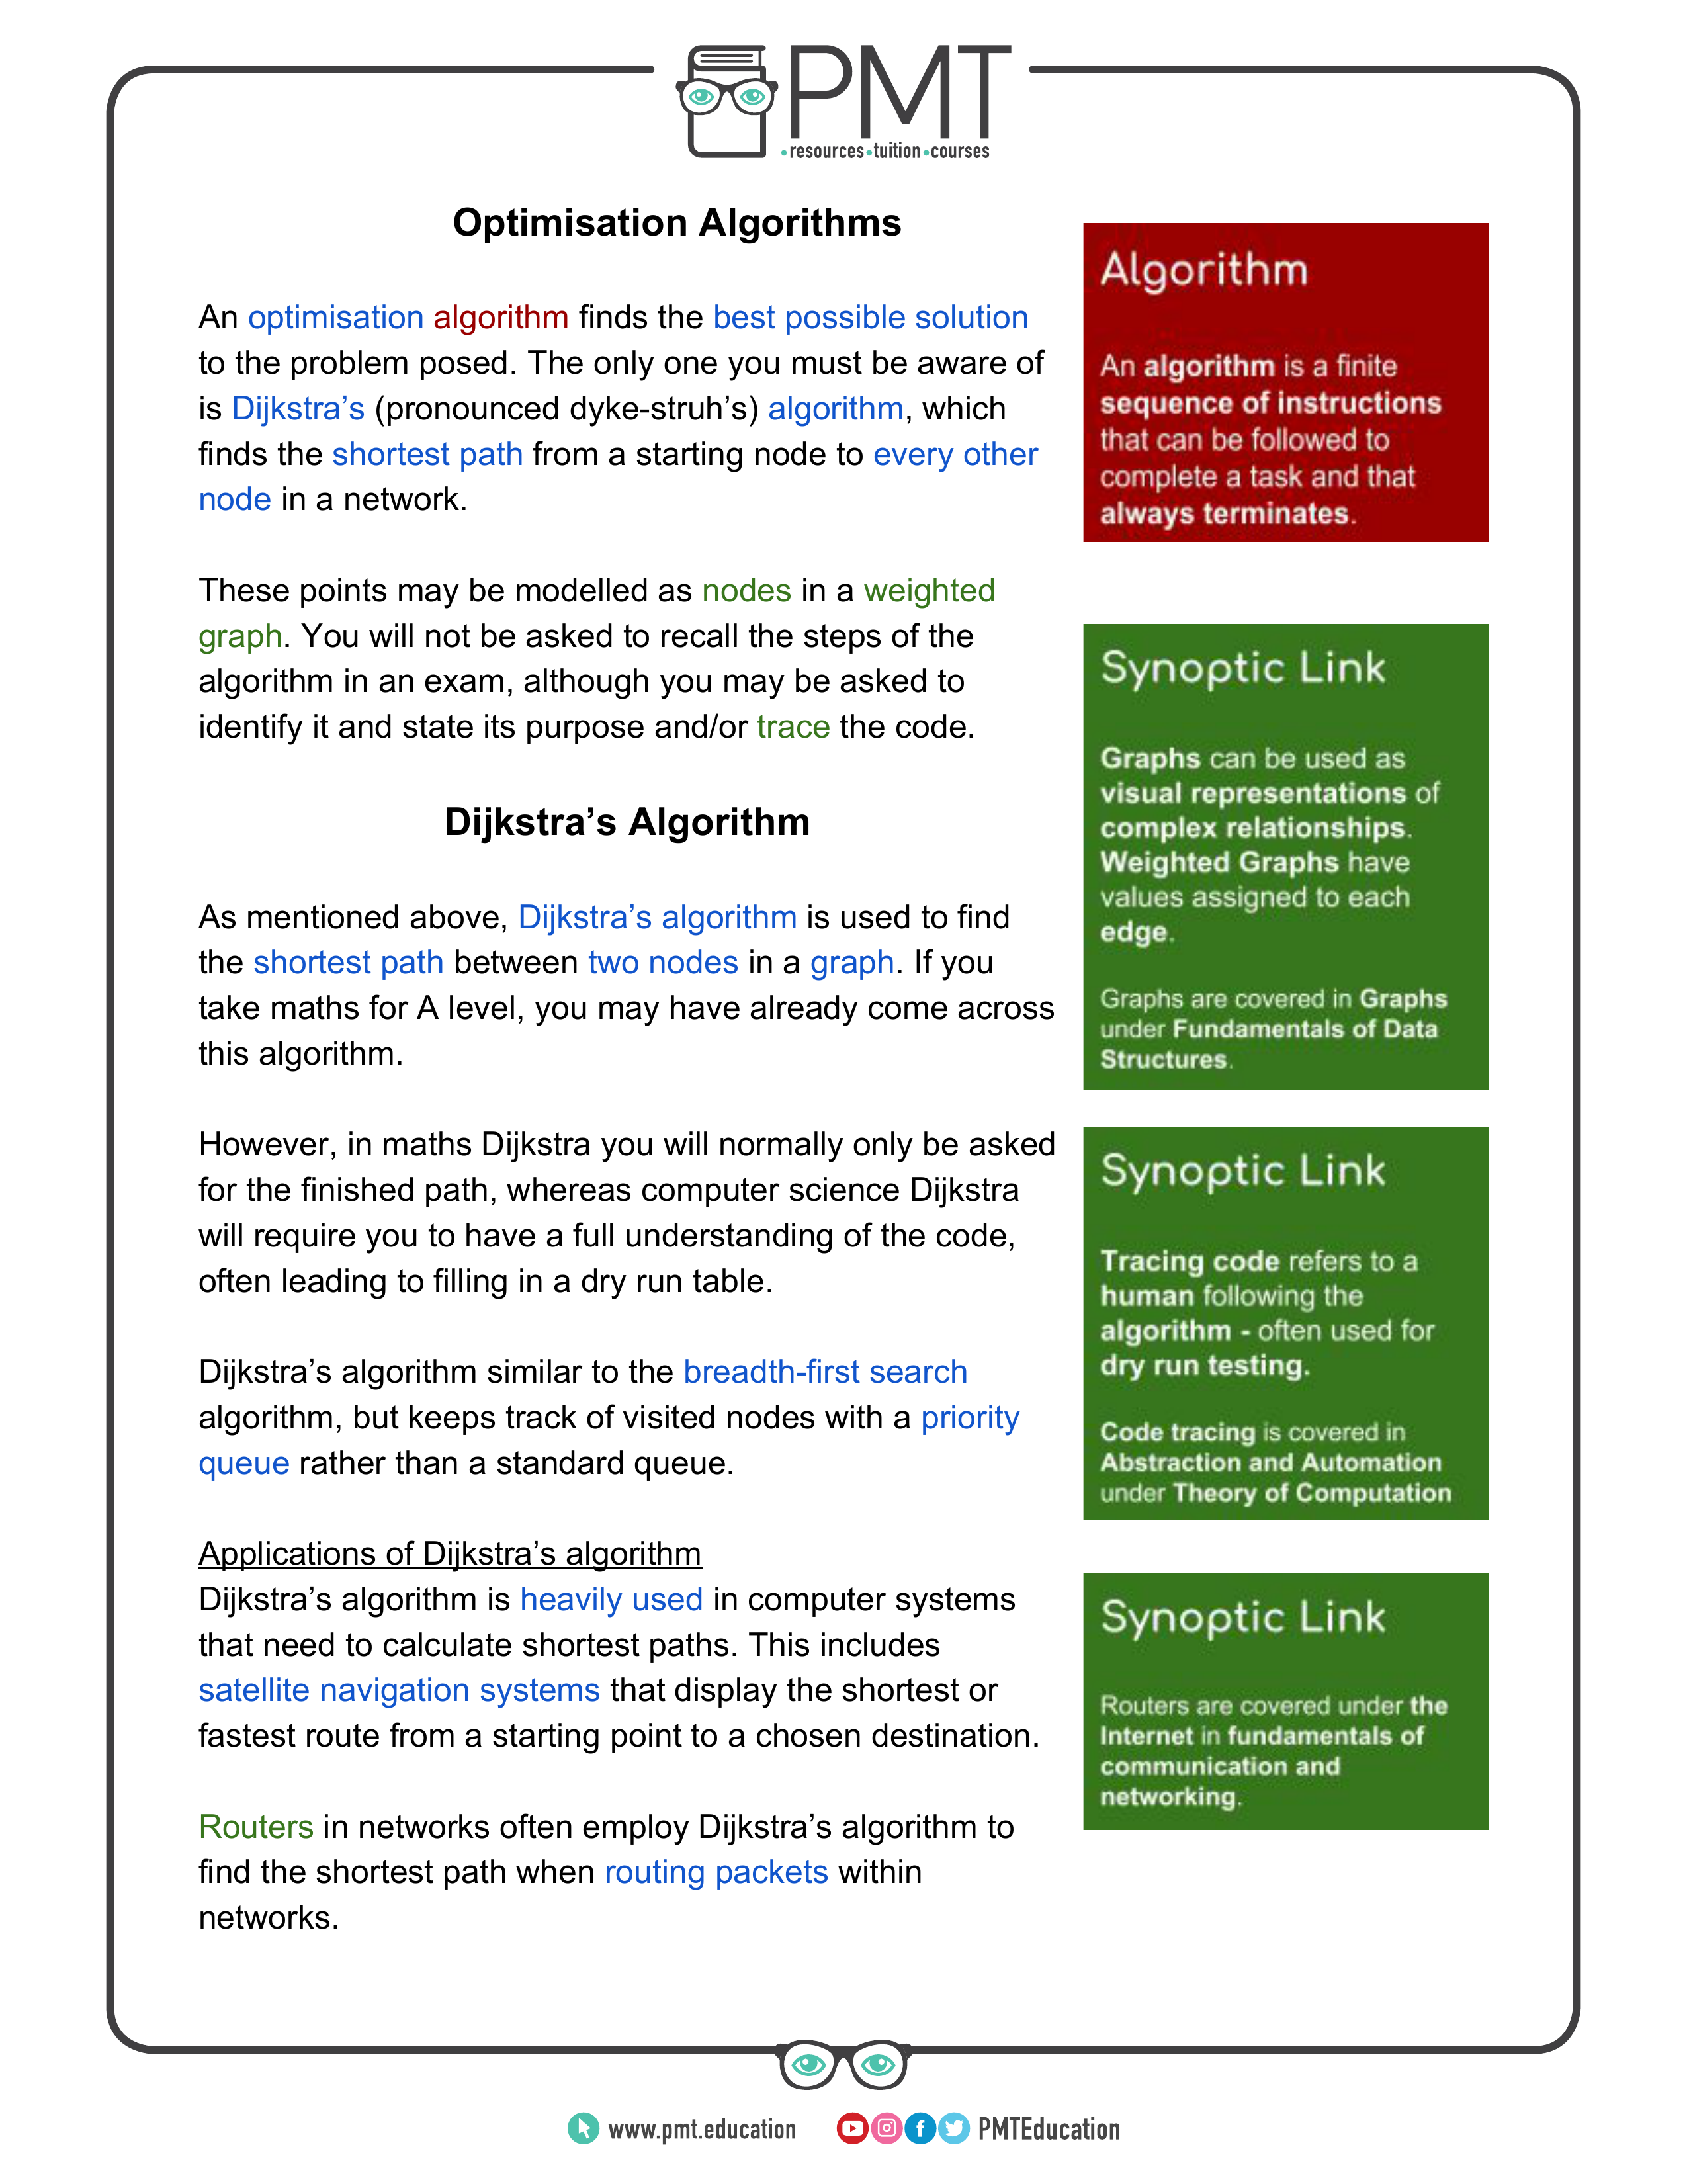 PMT
resources tuition courses
Optimisation Algorithms
An optimisation algorithm finds the best possible solution
to the problem posed. The only one you must be aware of
is Dijkstra’s (pronounced dyke-struh’s) algorithm, which
finds the shortest path from a starting node to every other
node in a network.
These points may be modelled as nodes in a weighted
graph. You will not be asked to recall the steps of the
algorithm in an exam, although you may be asked to
identify it and state its purpose and/or trace the code.
Dijkstra’s Algorithm
As mentioned above, Dijkstra’s algorithm is used to find
the shortest path between two nodes in a graph. If you
take maths for A level, you may have already come across
this algorithm.
However, in maths Dijkstra you will normally only be asked
for the finished path, whereas computer science Dijkstra
will require you to have a full understanding of the code,
often leading to filling in a dry run table.
Dijkstra’s algorithm similar to the breadth-first search
algorithm, but keeps track of visited nodes with a priority
queue rather than a standard queue.
Applications of Dijkstra’s algorithm
Dijkstra’s algorithm is heavily used in computer systems
that need to calculate shortest paths. This includes
satellite navigation systems that display the shortest or
fastest route from a starting point to a chosen destination.
Routers in networks often employ Dijkstra’s algorithm to
find the shortest path when routing packets within
networks.
Algorithm
An algorithm is a finite
sequence of instructions
that can be followed to
complete a task and that
always terminates.
Synoptic Link
Graphs can be used as
visual representations of
complex relationships.
Weighted Graphs have
values assigned to each
edge.
Graphs are covered in Graphs
under Fundamentals of Data
Structures.
Synoptic Link
Tracing code refers to a
human following the
algorithm - often used for
dry run testing.
Code tracing is covered in
Abstraction and Automation
under Theory of Computation
Synoptic Link
Routers are covered under the
Internet in fundamentals of
communication and
networking.
www.pmt.education
PMTEducation